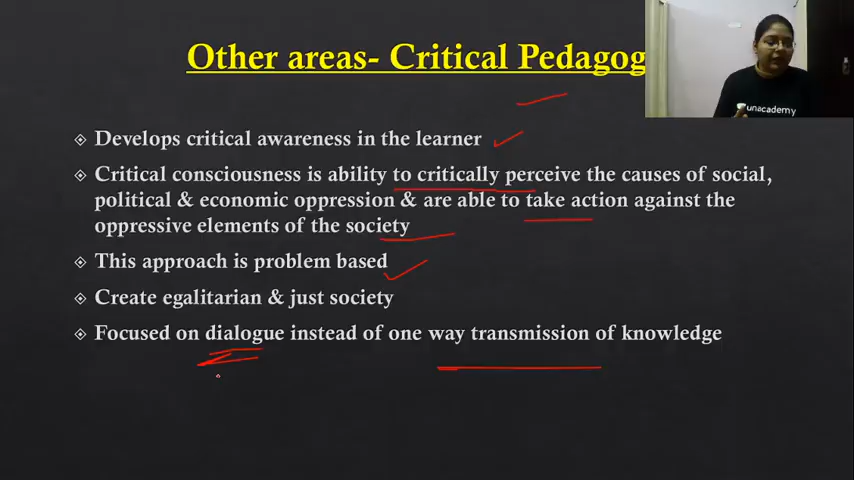 Other areas- Critical Pedagog
unacademy
Develops critical awareness in the learner
Critical consciousness is ability to critically perceive the causes of social,
political & economic oppression & are able to take action against the
oppressive elements of the society
This approach is problem based
Create egalitarian & just society
Focused on dialogue instead of one way transmission of knowledge